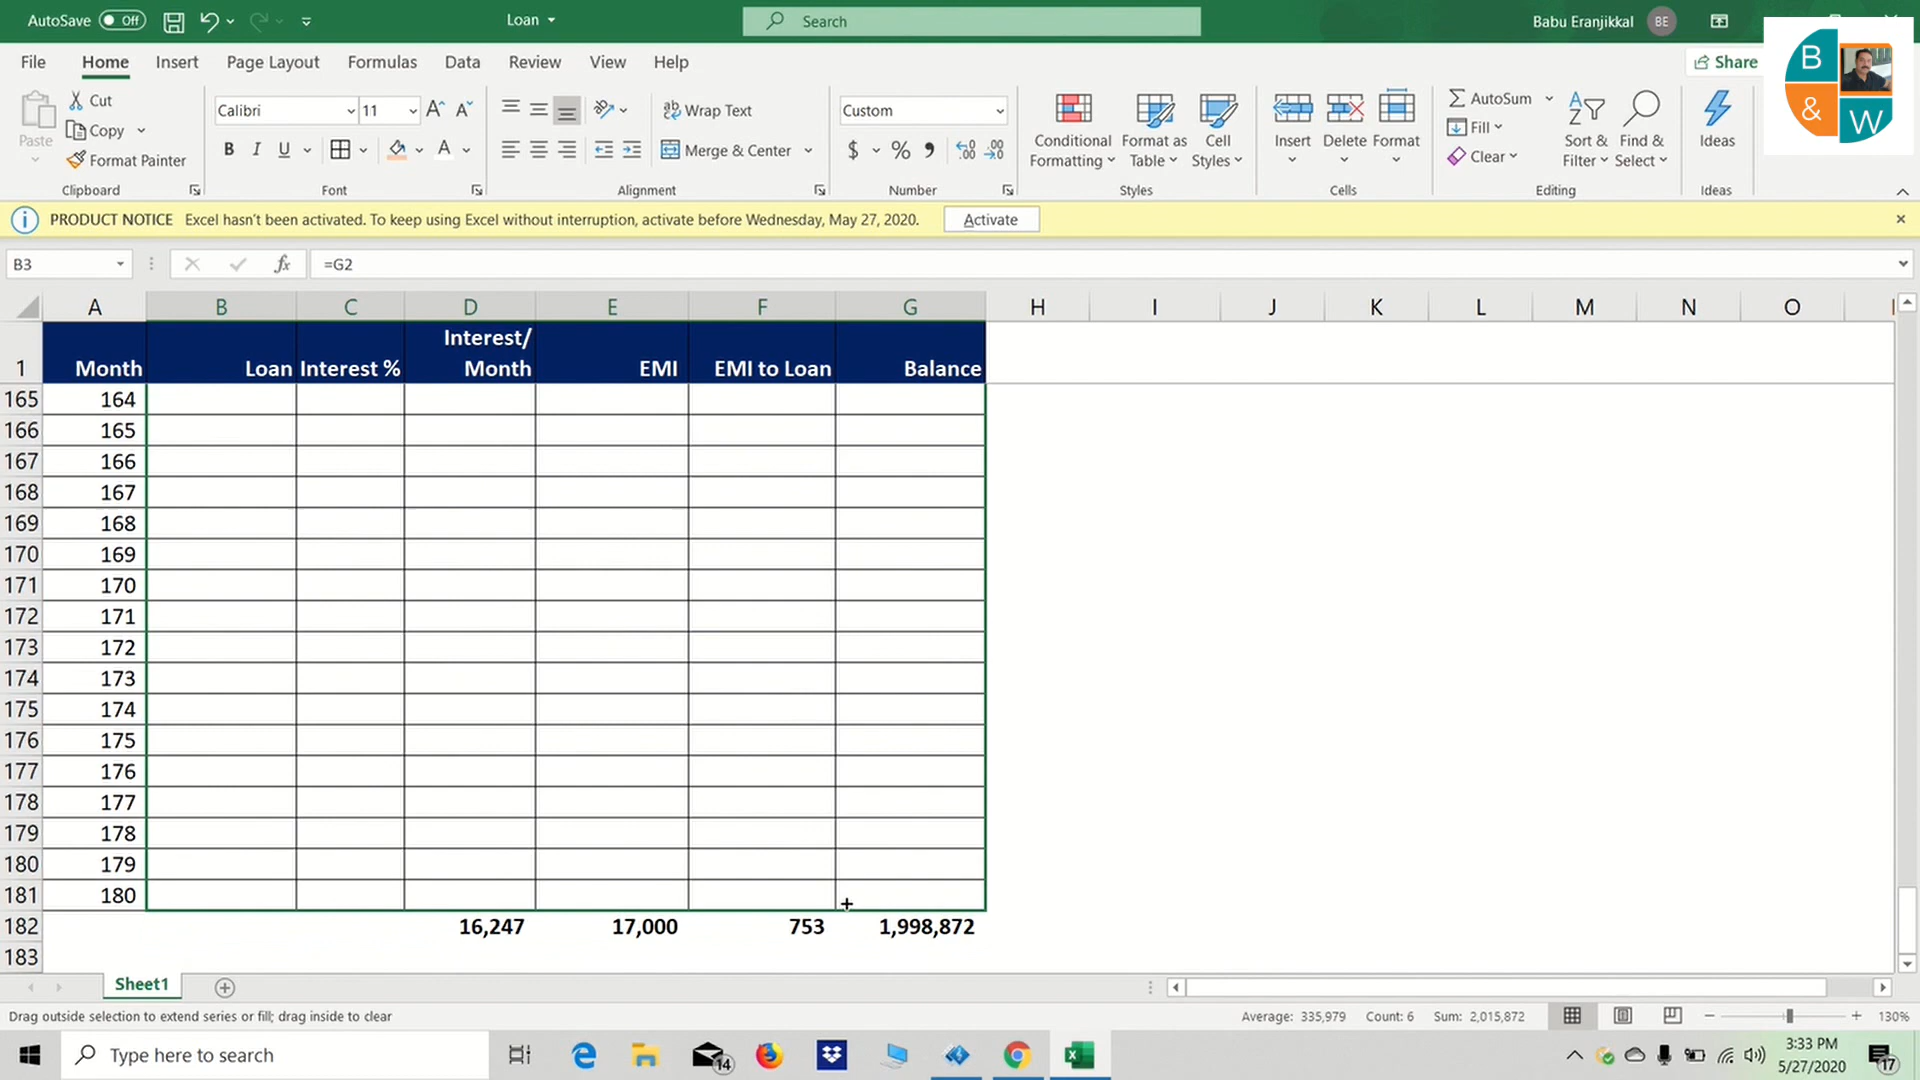 AutoSave Off Loan Search Babu Eranjikkal BE
File Home Insert Page Layout Formulas Data Review View Help Share
B & W
Paste Cut Copy Format Painter Clipboard
Calibri 11 A A B I U A Font
Wrap Text Merge & Center Alignment
Custom $ % , Number
Conditional Formatting Format as Table Cell Styles Styles
Insert Delete Format Cells
AutoSum Fill Clear Sort & Filter Find & Select Editing
Ideas Ideas
PRODUCT NOTICE Excel hasn't been activated. To keep using Excel without interruption, activate before Wednesday, May 27, 2020. Activate
B3 fx =G2
A B C D E F G H I J K L M N O
1 Month Loan Interest % Interest/ Month EMI EMI to Loan Balance
165 164
166 165
167 166
168 167
169 168
170 169
171 170
172 171
173 172
174 173
175 174
176 175
177 176
178 177
179 178
180 179
181 180
182 16,247 17,000 753 1,998,872
183
Sheet1
Drag outside selection to extend series or fill; drag inside to clear Average: 335,979 Count: 6 Sum: 2,015,872 130%
Type here to search 14 3:33 PM
5/27/2020 17